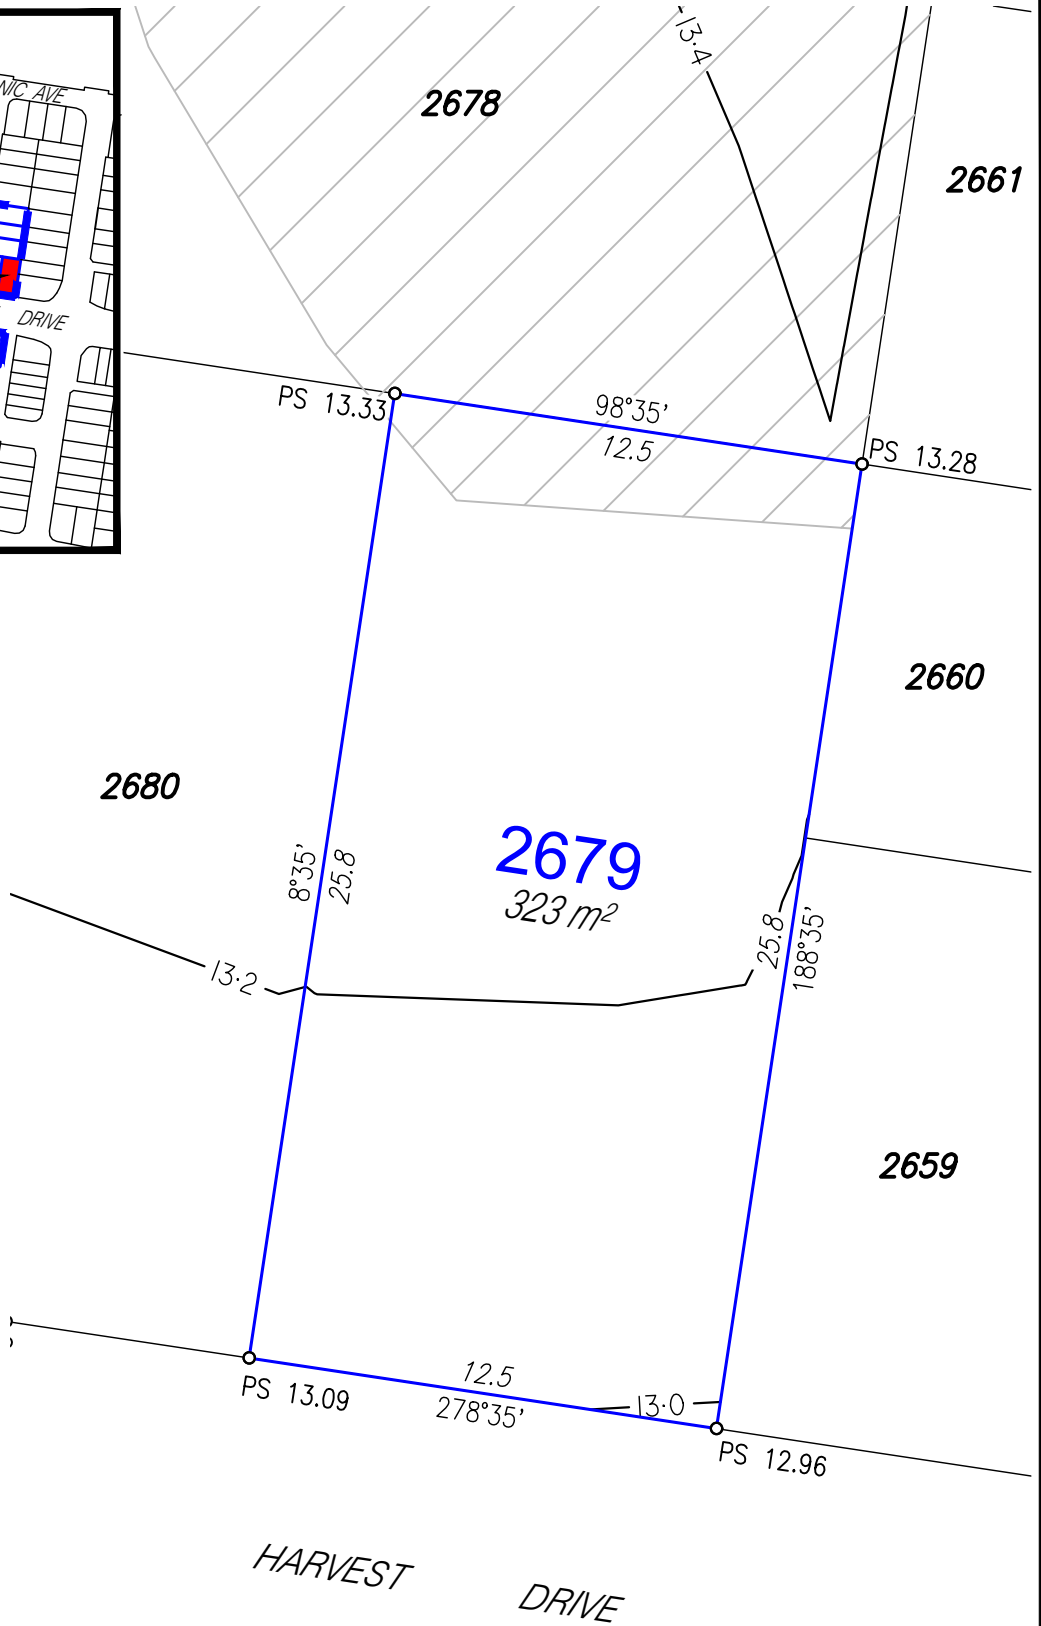 NIC AVE
DRIVE
13·4
2678
2661
PS 13.33
98°35'
12.5
PS 13.28
2660
2680
8°35'
25.8
2679
323 m²
25.8
188°35'
13·2
2659
12.5
278°35'
13·0
PS 13.09
PS 12.96
HARVEST DRIVE